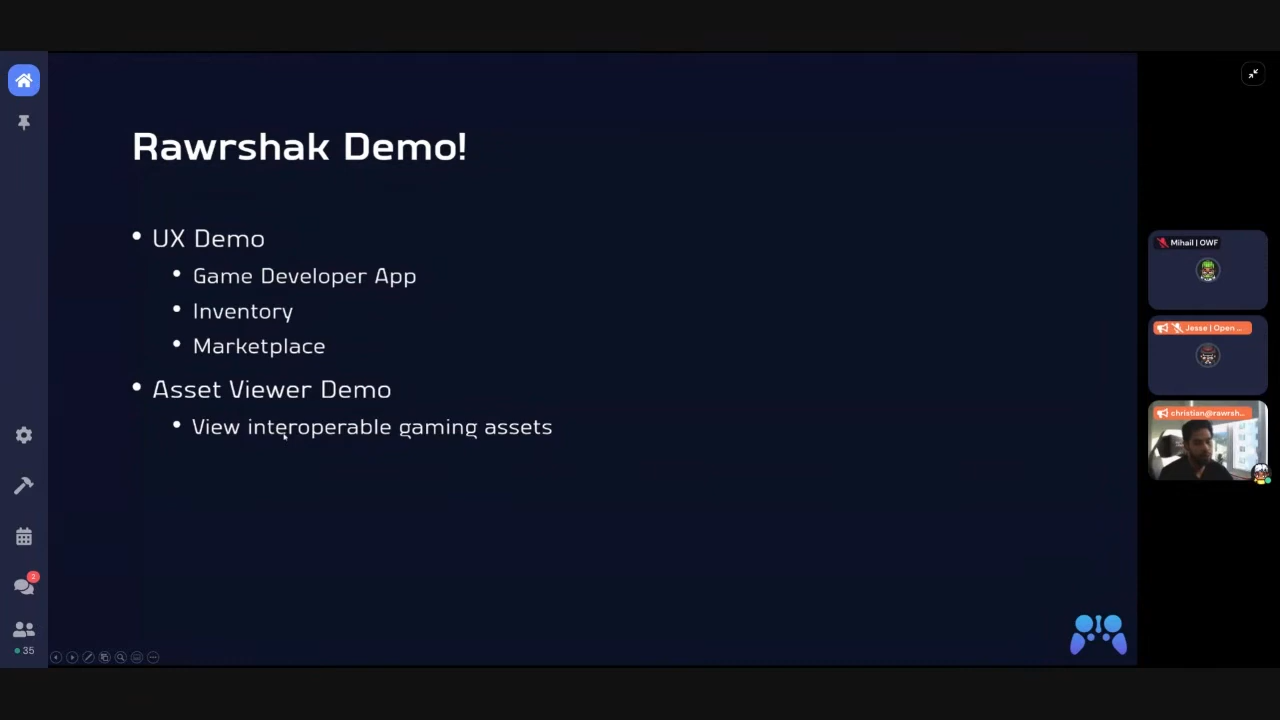 Rawrshak Demo!
• UX Demo
• Game Developer App
• Inventory
• Marketplace
• Asset Viewer Demo
• View interoperable gaming assets
Mihail | OWF
Jesse | Open ...
christian@rawrsh...
2
35